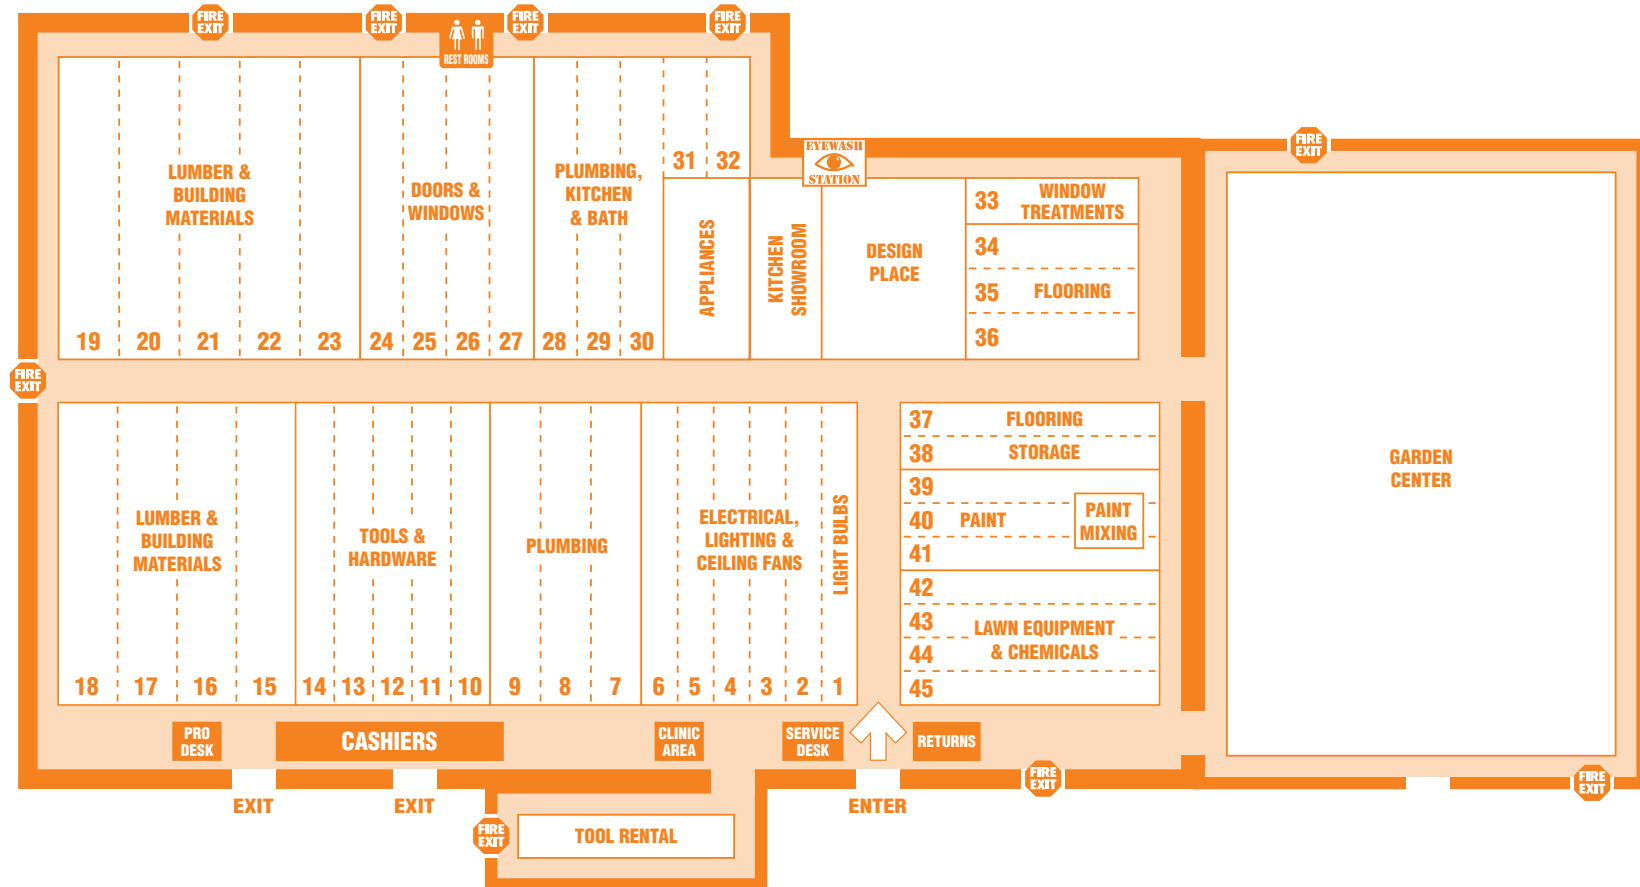 FIRE
EXIT
FIRE
EXIT
FIRE
EXIT
FIRE
EXIT
REST ROOMS
LUMBER &
BUILDING
MATERIALS
19 20 21 22 23
DOORS &
WINDOWS
24 25 26 27
PLUMBING,
KITCHEN
& BATH
28 29 30
31 32
APPLIANCES
KITCHEN
SHOWROOM
EYEWASH
STATION
DESIGN
PLACE
33 WINDOW
TREATMENTS
34
35 FLOORING
36
FIRE
EXIT
FIRE
EXIT
LUMBER &
BUILDING
MATERIALS
18 17 16 15
TOOLS &
HARDWARE
14 13 12 11 10
PLUMBING
9 8 7
ELECTRICAL,
LIGHTING &
CEILING FANS
LIGHT BULBS
6 5 4 3 2 1
37 FLOORING
38 STORAGE
39
40 PAINT
41
PAINT
MIXING
42
43
44
45
LAWN EQUIPMENT
& CHEMICALS
GARDEN
CENTER
PRO
DESK
CASHIERS
CLINIC
AREA
SERVICE
DESK
RETURNS
EXIT
EXIT
ENTER
FIRE
EXIT
FIRE
EXIT
FIRE
EXIT
TOOL RENTAL